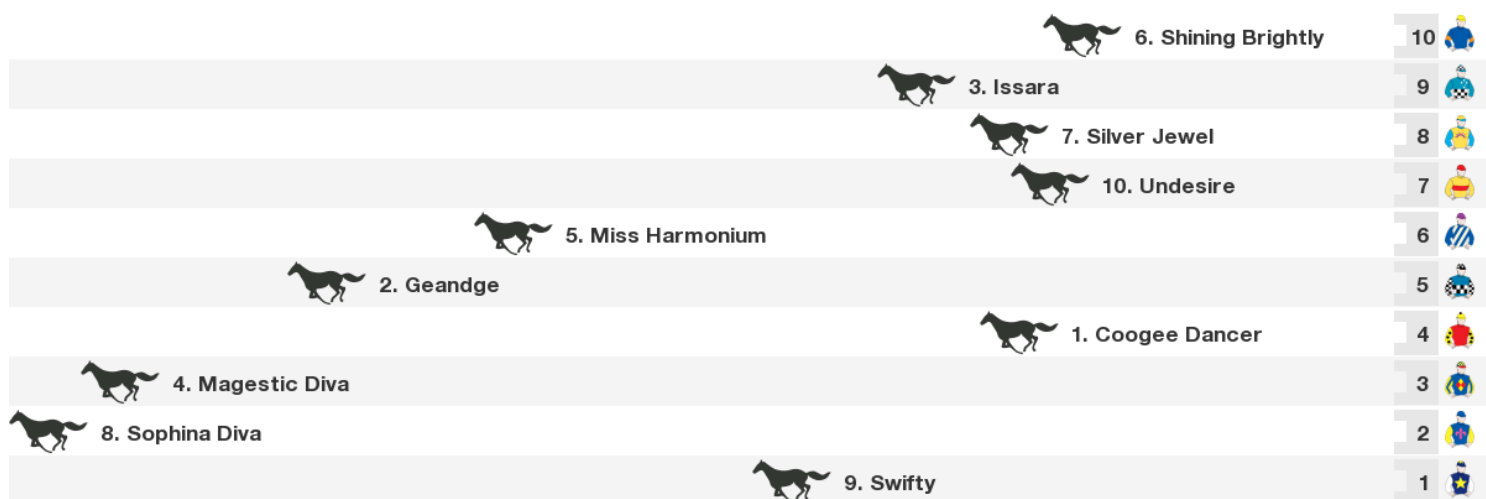 6. Shining Brightly 10
3. Issara 9
7. Silver Jewel 8
10. Undesire 7
5. Miss Harmonium 6
2. Geandge 5
1. Coogee Dancer 4
4. Magestic Diva 3
8. Sophina Diva 2
9. Swifty 1